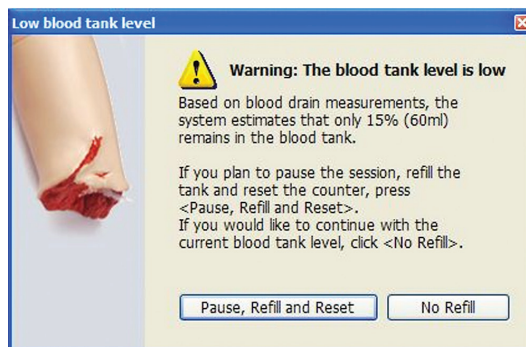 Low blood tank level
Warning: The blood tank level is low
Based on blood drain measurements, the
system estimates that only 15% (60ml)
remains in the blood tank.
If you plan to pause the session, refill the
tank and reset the counter, press
<Pause, Refill and Reset>.
If you would like to continue with the
current blood tank level, click <No Refill>.
Pause, Refill and Reset
No Refill